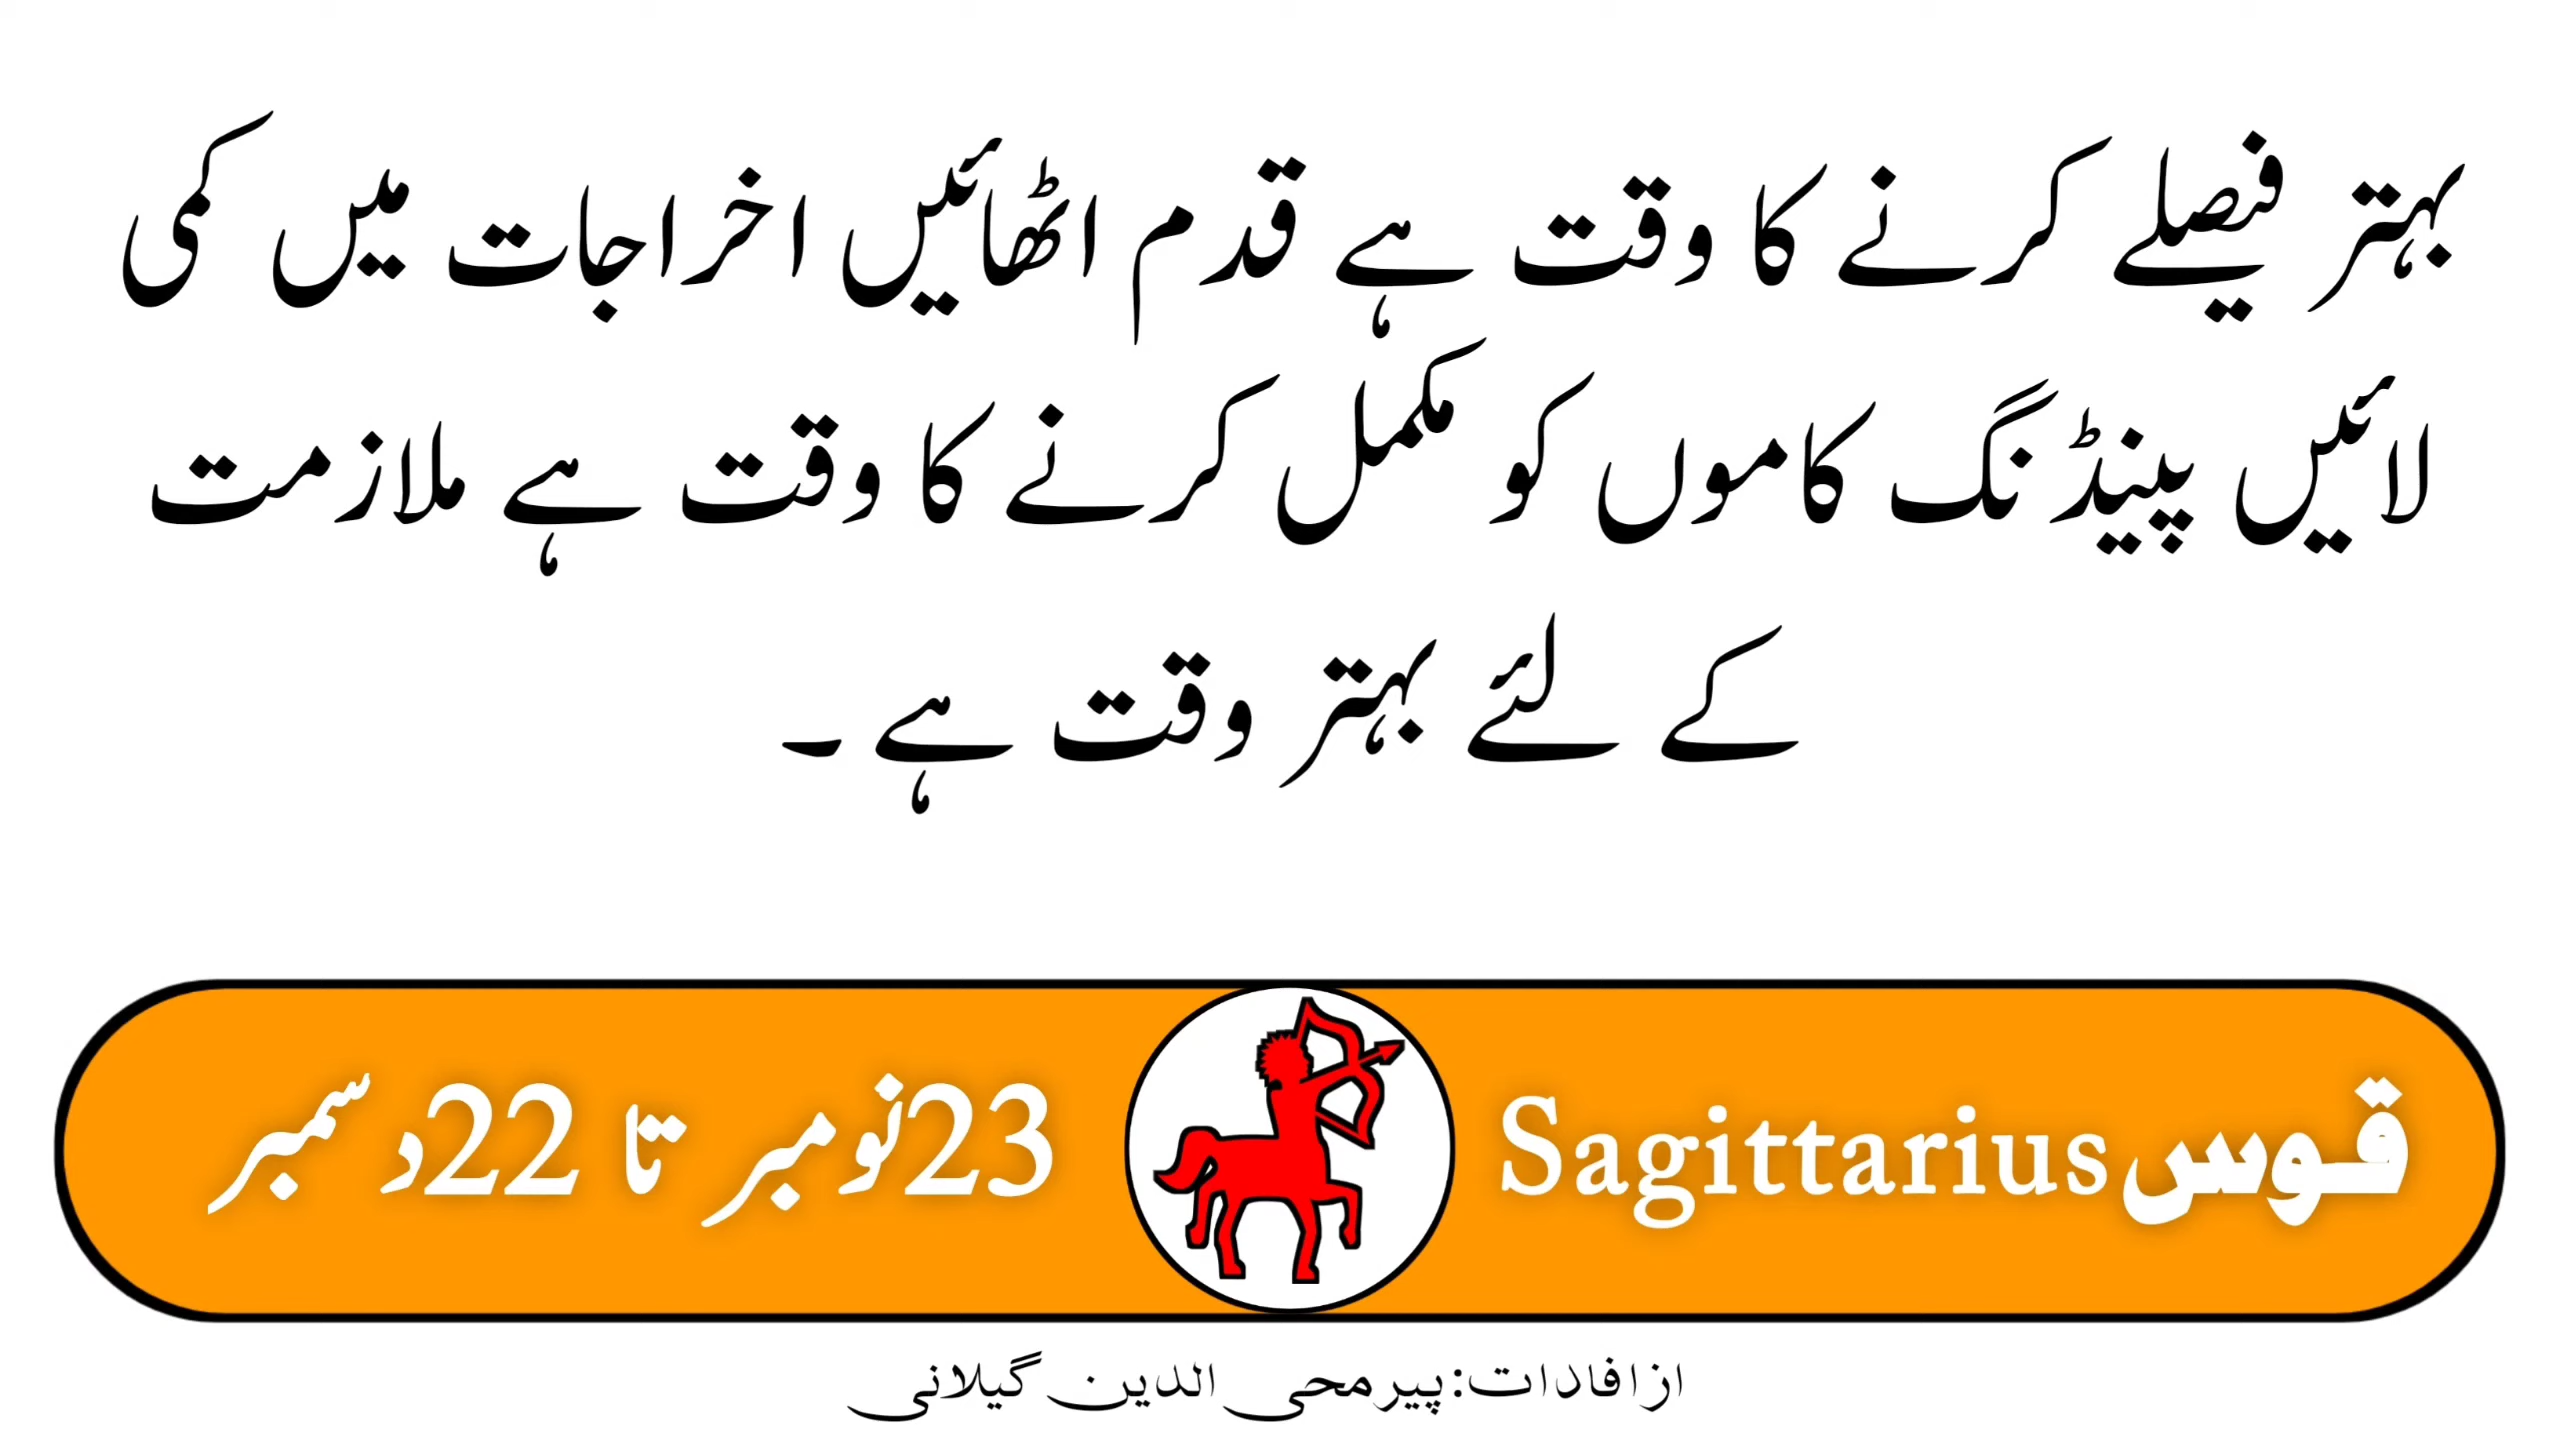 بہتر فیصلے کرنے کا وقت ہے قدم اٹھائیں اخراجات میں کمی
لائیں پینڈنگ کاموں کو مکمل کرنے کا وقت ہے ملازمت
کے لئے بہتر وقت ہے ۔
قوس Sagittarius 23نومبر تا 22دسمبر
ازافادات:پیرمحی الدین گیلانی